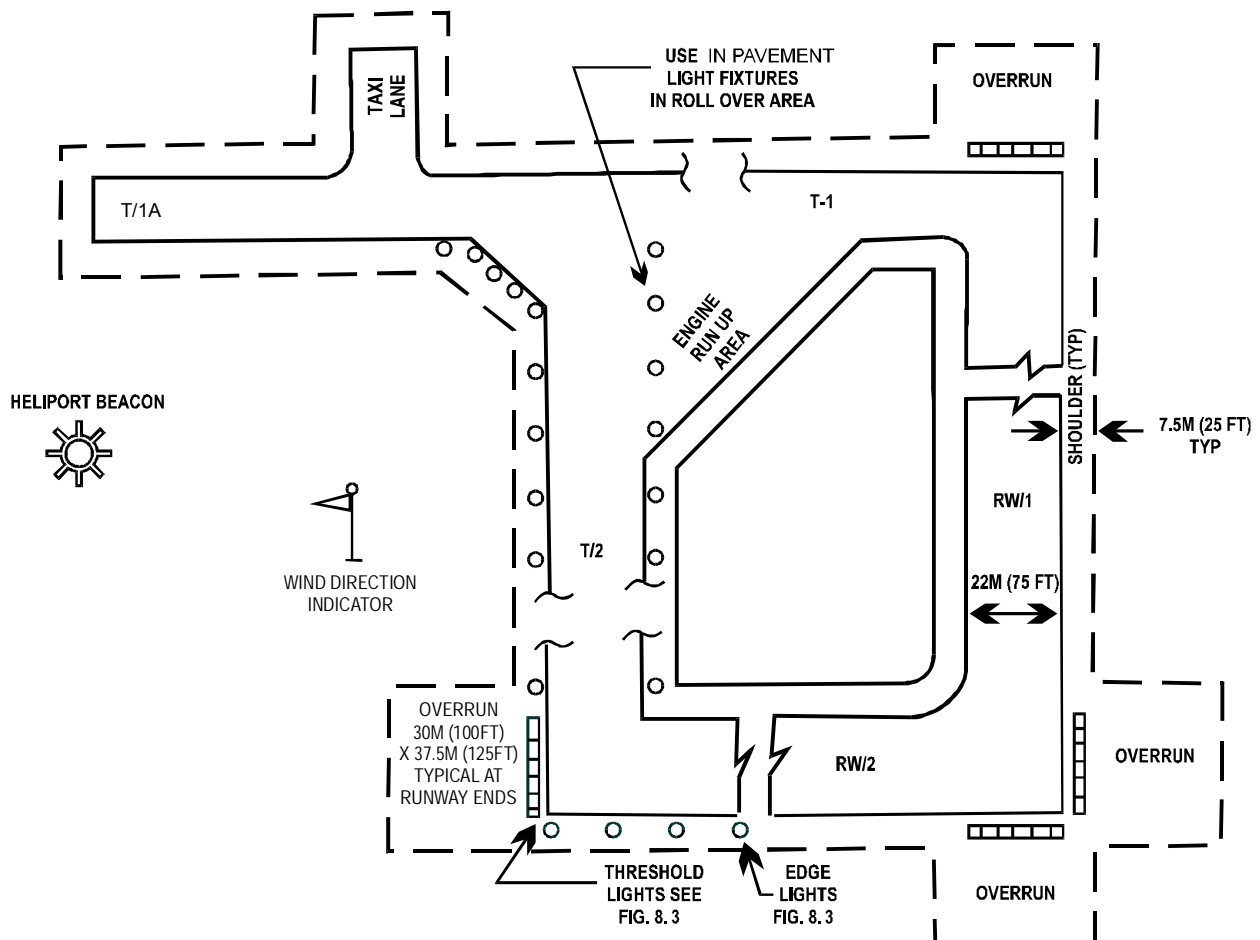 USE IN PAVEMENT
LIGHT FIXTURES
IN ROLL OVER AREA
OVERRUN
TAXI
LANE
T/1A
T-1
ENGINE
RUN UP
AREA
SHOULDER (TYP)
HELIPORT BEACON
7.5M (25 FT)
TYP
RW/1
T/2
WIND DIRECTION
INDICATOR
22M (75 FT)
OVERRUN
30M (100FT)
X 37.5M (125FT)
TYPICAL AT
RUNWAY ENDS
RW/2
OVERRUN
THRESHOLD
LIGHTS SEE
FIG. 8. 3
EDGE
LIGHTS
FIG. 8. 3
OVERRUN